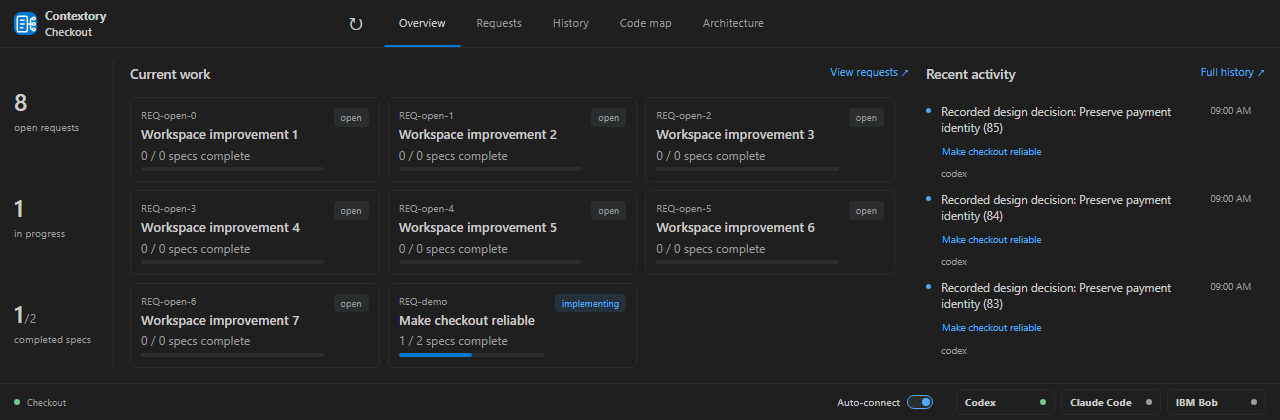 Contextory
Checkout
Overview
Requests
History
Code map
Architecture
8
open requests
1
in progress
1/2
completed specs
Current work
View requests ↗
REQ-open-0
open
Workspace improvement 1
0 / 0 specs complete
REQ-open-1
open
Workspace improvement 2
0 / 0 specs complete
REQ-open-2
open
Workspace improvement 3
0 / 0 specs complete
REQ-open-3
open
Workspace improvement 4
0 / 0 specs complete
REQ-open-4
open
Workspace improvement 5
0 / 0 specs complete
REQ-open-5
open
Workspace improvement 6
0 / 0 specs complete
REQ-open-6
open
Workspace improvement 7
0 / 0 specs complete
REQ-demo
implementing
Make checkout reliable
1 / 2 specs complete
Recent activity
Full history ↗
Recorded design decision: Preserve payment
identity (85)
09:00 AM
Make checkout reliable
codex
Recorded design decision: Preserve payment
identity (84)
09:00 AM
Make checkout reliable
codex
Recorded design decision: Preserve payment
identity (83)
09:00 AM
Make checkout reliable
codex
Checkout
Auto-connect
Codex
Claude Code
IBM Bob